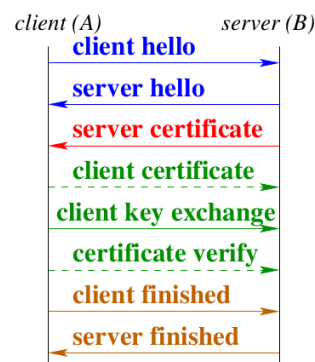 client (A) server (B)
client hello
server hello
server certificate
client certificate
client key exchange
certificate verify
client finished
server finished